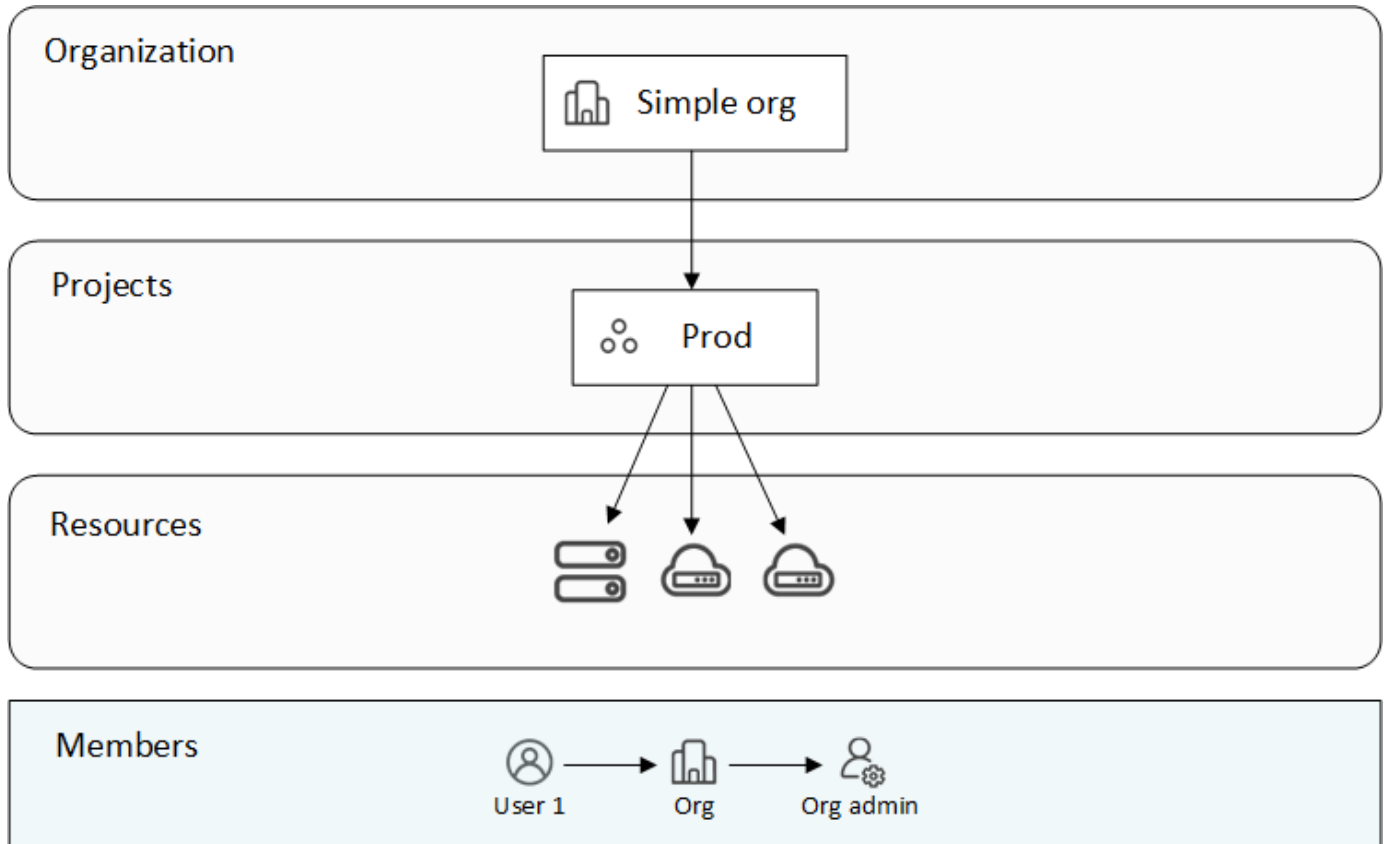 Organization
Simple org
Projects
Prod
Resources
Members
User 1
Org
Org admin